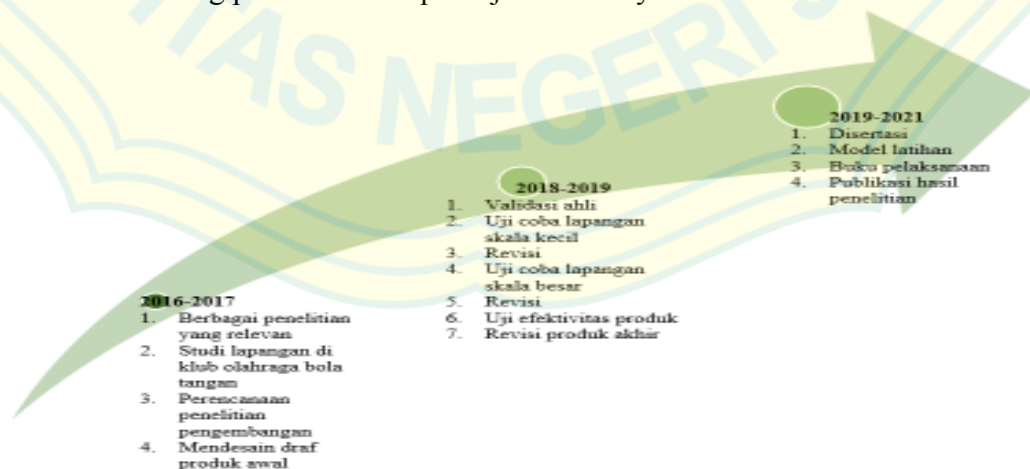 TAS NEGERI
2016-2017
1. Berbagai penelitian
yang relevan
2. Studi lapangan di
klub olahraga bola
tangan
3. Perencanaan
penelitian
pengembangan
4. Mendesain draf
produk awal
2018-2019
1. Validasi ahli
2. Uji coba lapangan
skala kecil
3. Revisi
4. Uji coba lapangan
skala besar
5. Revisi
6. Uji efektivitas produk
7. Revisi produk akhir
2019-2021
1. Disertasi
2. Model latihan
3. Buku pelaksanaan
4. Publikasi hasil
penelitian